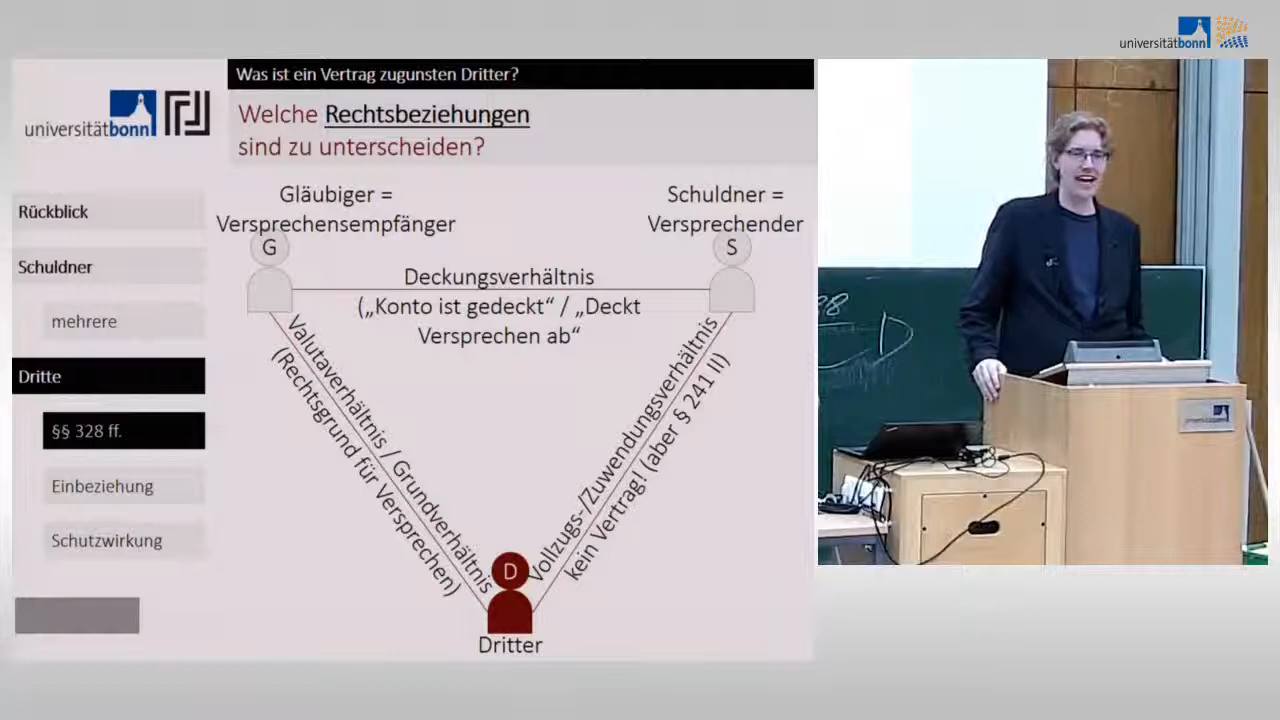 universitätbonn
Was ist ein Vertrag zugunsten Dritter?
universitätbonn
Welche Rechtsbeziehungen
sind zu unterscheiden?
Rückblick
Schuldner
mehrere
Dritte
§§ 328 ff.
Einbeziehung
Schutzwirkung
Gläubiger =
Versprechensempfänger
G
Schuldner =
Versprechender
S
Deckungsverhältnis
(„Konto ist gedeckt“ / „Deckt
Versprechen ab“
Valutaverhältnis / Grundverhältnis
(Rechtsgrund für Versprechen)
Vollzugs-/Zuwendungsverhältnis
kein Vertrag! (aber § 241 II)
D
Dritter
universitätbonn